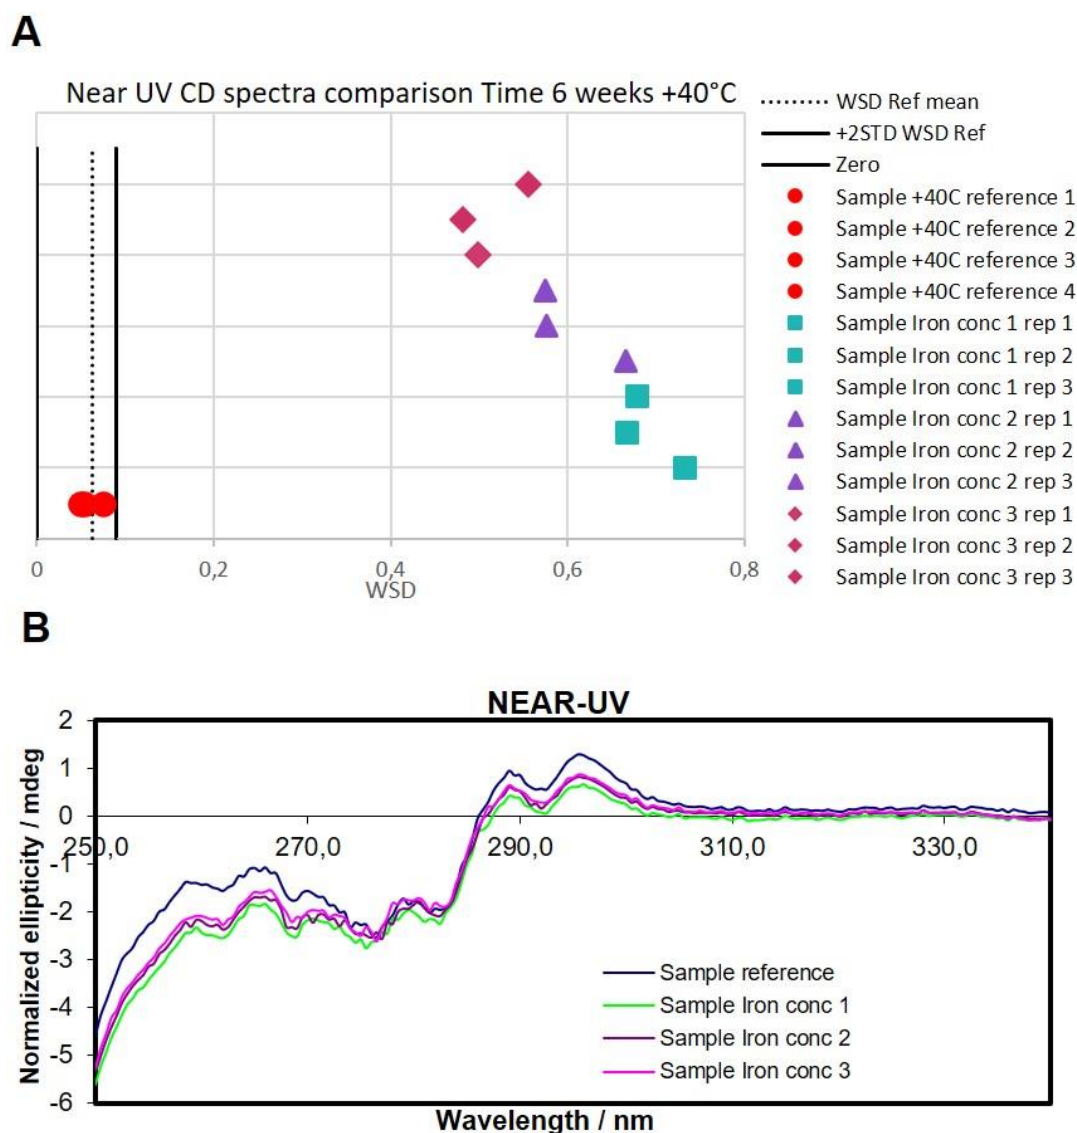 A
Near UV CD spectra comparison Time 6 weeks +40°C
WSD Ref mean
+2STD WSD Ref
Zero
Sample +40C reference 1
Sample +40C reference 2
Sample +40C reference 3
Sample +40C reference 4
Sample Iron conc 1 rep 1
Sample Iron conc 1 rep 2
Sample Iron conc 1 rep 3
Sample Iron conc 2 rep 1
Sample Iron conc 2 rep 2
Sample Iron conc 2 rep 3
Sample Iron conc 3 rep 1
Sample Iron conc 3 rep 2
Sample Iron conc 3 rep 3
0 0,2 0,4 0,6 0,8
WSD
B
NEAR-UV
Normalized ellipticity / mdeg
2
1
0
-1
-2
-3
-4
-5
-6
250,0 270,0 290,0 310,0 330,0
Sample reference
Sample Iron conc 1
Sample Iron conc 2
Sample Iron conc 3
Wavelength / nm